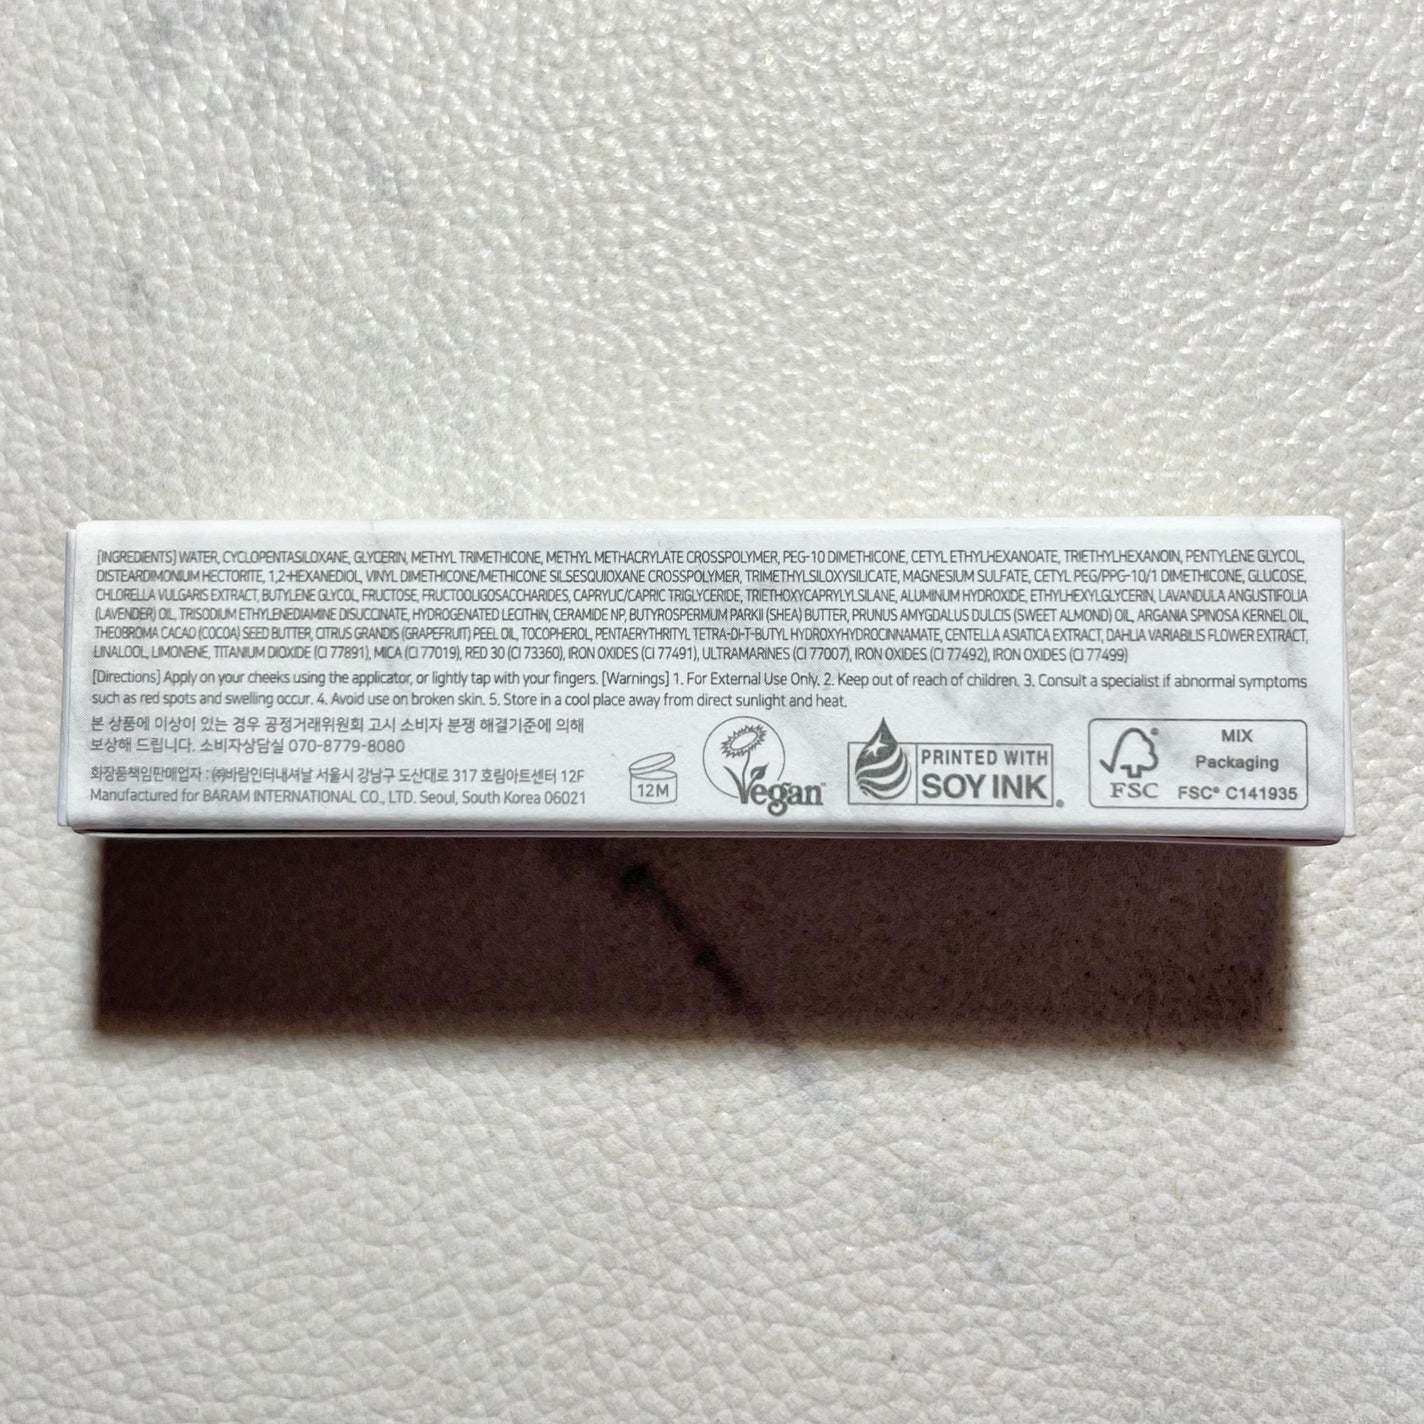 [INGREDIENTS] WATER, CYCLOPENTASILOXANE, GLYCERIN, METHYL TRIMETHICONE, METHYL METHACRYLATE CROSSPOLYMER, PEG-10 DIMETHICONE, CETYL ETHYLHEXANOATE, TRIETHYLHEXANOIN, PENTYLENE GLYCOL,
DISTEARDIMONIUM HECTORITE, 1,2-HEXANEDIOL, VINYL DIMETHICONE/METHICONE SILSESQUIOXANE CROSSPOLYMER, TRIMETHYLSILOXYSILICATE, MAGNESIUM SULFATE, CETYL PEG/PPG-10/1 DIMETHICONE, GLUCOSE,
CHLORELLA VULGARIS EXTRACT, BUTYLENE GLYCOL, FRUCTOSE, FRUCTOOLIGOSACCHARIDES, CAPRYLIC/CAPRIC TRIGLYCERIDE, TRIETHOXYCAPRYLYLSILANE, ALUMINUM HYDROXIDE, ETHYLHEXYLGLYCERIN, LAVANDULA ANGUSTIFOLIA
(LAVENDER) OIL, TRISODIUM ETHYLENEDIAMINE DISUCCINATE, HYDROGENATED LECITHIN, CERAMIDE NP, BUTYROSPERMUM PARKII (SHEA) BUTTER, PRUNUS AMYGDALUS DULCIS (SWEET ALMOND) OIL, ARGANIA SPINOSA KERNEL OIL,
THEOBROMA CACAO (COCOA) SEED BUTTER, CITRUS GRANDIS (GRAPEFRUIT) PEEL OIL, TOCOPHEROL, PENTAERYTHRITYL TETRA-DI-T-BUTYL HYDROXYHYDROCINNAMATE, CENTELLA ASIATICA EXTRACT, DAHLIA VARIABILIS FLOWER EXTRACT,
LINALOOL, LIMONENE, TITANIUM DIOXIDE (CI 77891), MICA (CI 77019), RED 30 (CI 73360), IRON OXIDES (CI 77491), ULTRAMARINES (CI 77007), IRON OXIDES (CI 77492), IRON OXIDES (CI 77499)
[Directions] Apply on your cheeks using the applicator, or lightly tap with your fingers. [Warnings] 1. For External Use Only. 2. Keep out of reach of children. 3. Consult a specialist if abnormal symptoms
such as red spots and swelling occur. 4. Avoid use on broken skin. 5. Store in a cool place away from direct sunlight and heat.
본 상품에 이상이 있는 경우 공정거래위원회 고시 소비자 분쟁 해결기준에 의해
보상해 드립니다. 소비자상담실 070-8779-8080
화장품책임판매업자 : ㈜바람인터내셔날 서울시 강남구 도산대로 317 호림아트센터 12F
Manufactured for BARAM INTERNATIONAL CO., LTD. Seoul, South Korea 06021
12M
Vegan
PRINTED WITH
SOY INK
FSC
MIX
Packaging
FSC® C141935